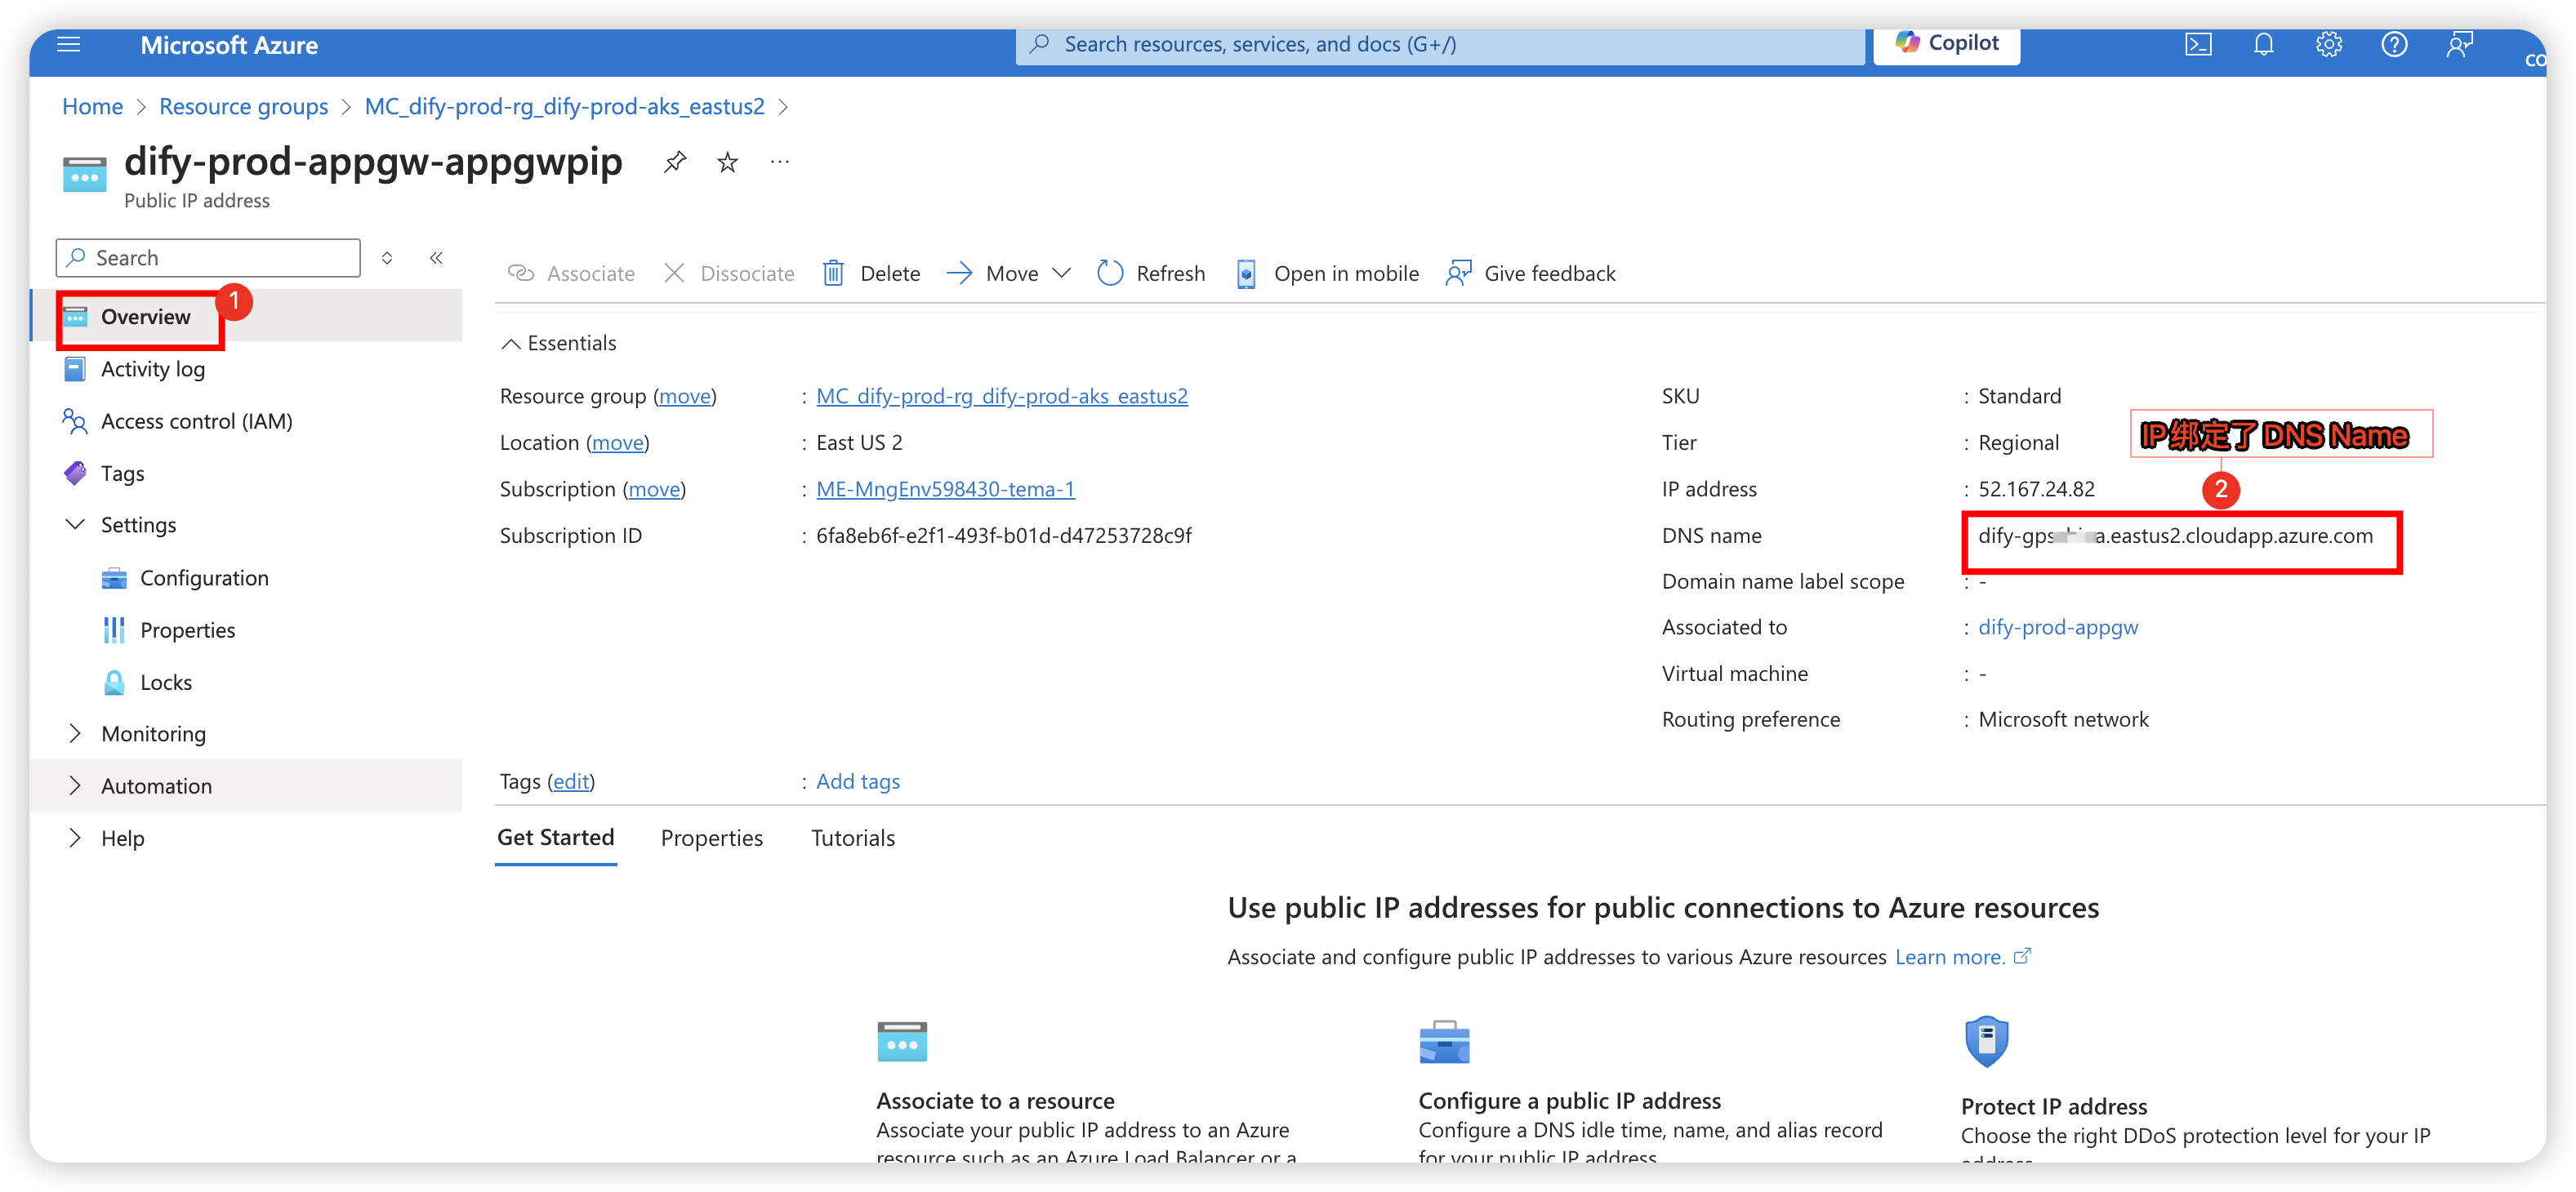 Microsoft Azure
Search resources, services, and docs (G+/)
Copilot
co
Home > Resource groups > MC_dify-prod-rg_dify-prod-aks_eastus2 >
dify-prod-appgw-appgwpip
Public IP address
Search
Associate
Dissociate
Delete
Move
Refresh
Open in mobile
Give feedback
Overview
1
Activity log
Access control (IAM)
Tags
Settings
Configuration
Properties
Locks
Monitoring
Automation
Help
Essentials
Resource group (move) : MC_dify-prod-rg_dify-prod-aks_eastus2
Location (move) : East US 2
Subscription (move) : ME-MngEnv598430-tema-1
Subscription ID : 6fa8eb6f-e2f1-493f-b01d-d47253728c9f
SKU : Standard
Tier : Regional
IP绑定了 DNS Name
IP address : 52.167.24.82
2
DNS name dify-gps a.eastus2.cloudapp.azure.com
Domain name label scope : -
Associated to : dify-prod-appgw
Virtual machine : -
Routing preference : Microsoft network
Tags (edit) : Add tags
Get Started
Properties
Tutorials
Use public IP addresses for public connections to Azure resources
Associate and configure public IP addresses to various Azure resources Learn more.
Associate to a resource
Associate your public IP address to an Azure
resource such as an Azure Load Balancer or a
Configure a public IP address
Configure a DNS idle time, name, and alias record
for your public IP address
Protect IP address
Choose the right DDoS protection level for your IP
address